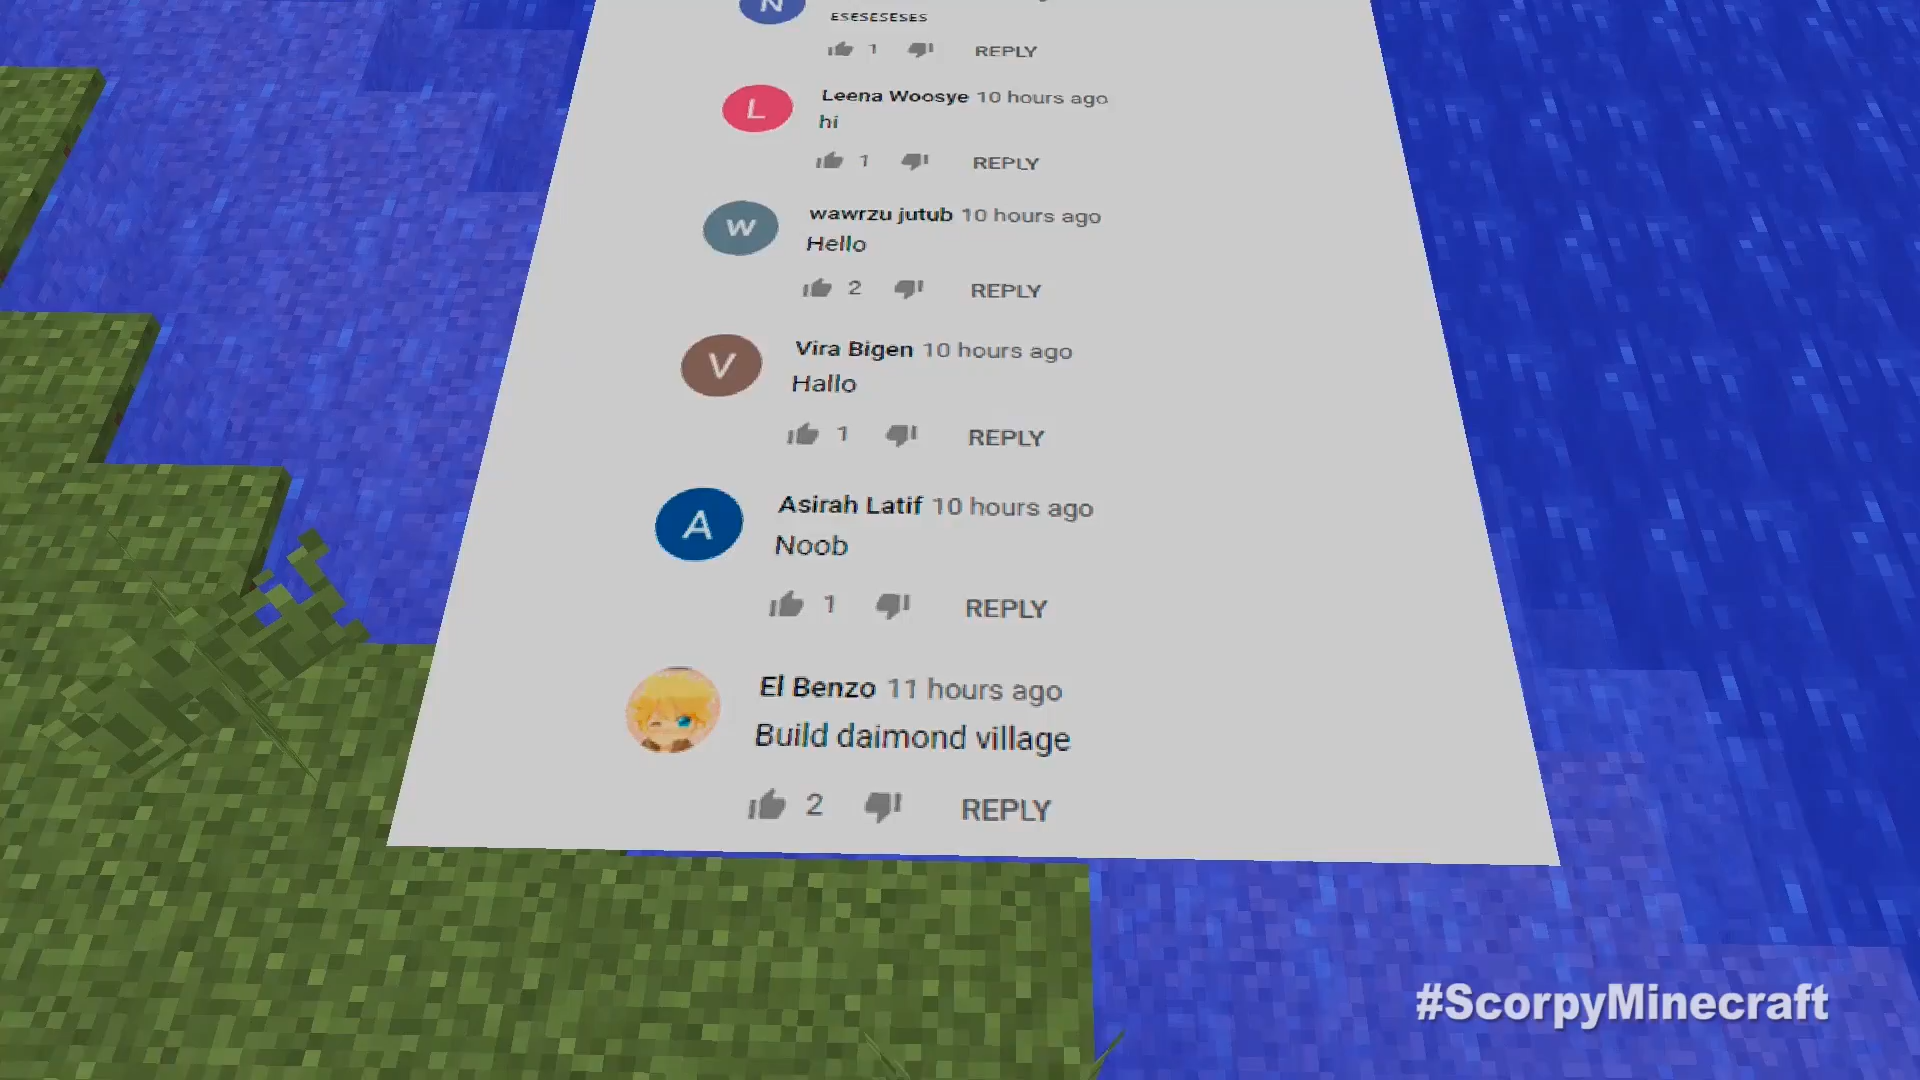 N
ESESESESES
1 REPLY
L
Leena Woosye 10 hours ago
hi
1 REPLY
W
wawrzu jutub 10 hours ago
Hello
2 REPLY
V
Vira Bigen 10 hours ago
Hallo
1 REPLY
A
Asirah Latif 10 hours ago
Noob
1 REPLY
El Benzo 11 hours ago
Build daimond village
2 REPLY
#ScorpyMinecraft